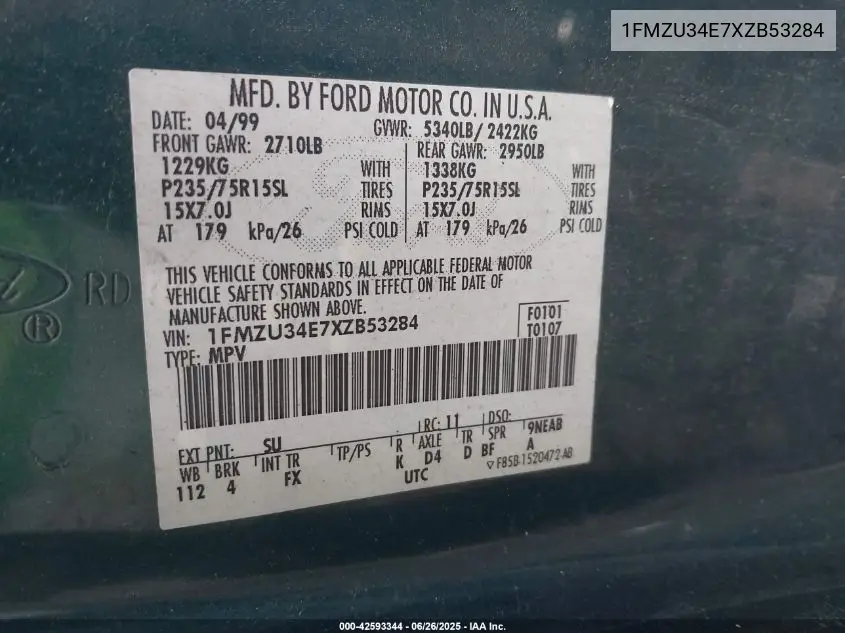 1FMZU34E7XZB53284
MFD. BY FORD MOTOR CO. IN U.S.A.
DATE: 04/99 GVWR: 5340LB/ 2422KG
FRONT GAWR: 2710LB REAR GAWR: 2950LB
1229KG WITH 1338KG WITH
P235/75R15SL TIRES P235/75R15SL TIRES
15X7.0J RIMS 15X7.0J RIMS
AT 179 kPa/26 PSI COLD AT 179 kPa/26 PSI COLD
THIS VEHICLE CONFORMS TO ALL APPLICABLE FEDERAL MOTOR
VEHICLE SAFETY STANDARDS IN EFFECT ON THE DATE OF
MANUFACTURE SHOWN ABOVE.
VIN: 1FMZU34E7XZB53284 F0101
TYPE: MPV T0107
EXT PNT: SU RC: 11 DSO:
WB BRK INT TR TP/PS R AXLE TR SPR 9NEAB
112 4 FX K D4 D BF A
UTC ▽ F85B-1520472-AB
RD
®
000-42593344 - 06/26/2025 - IAA Inc.